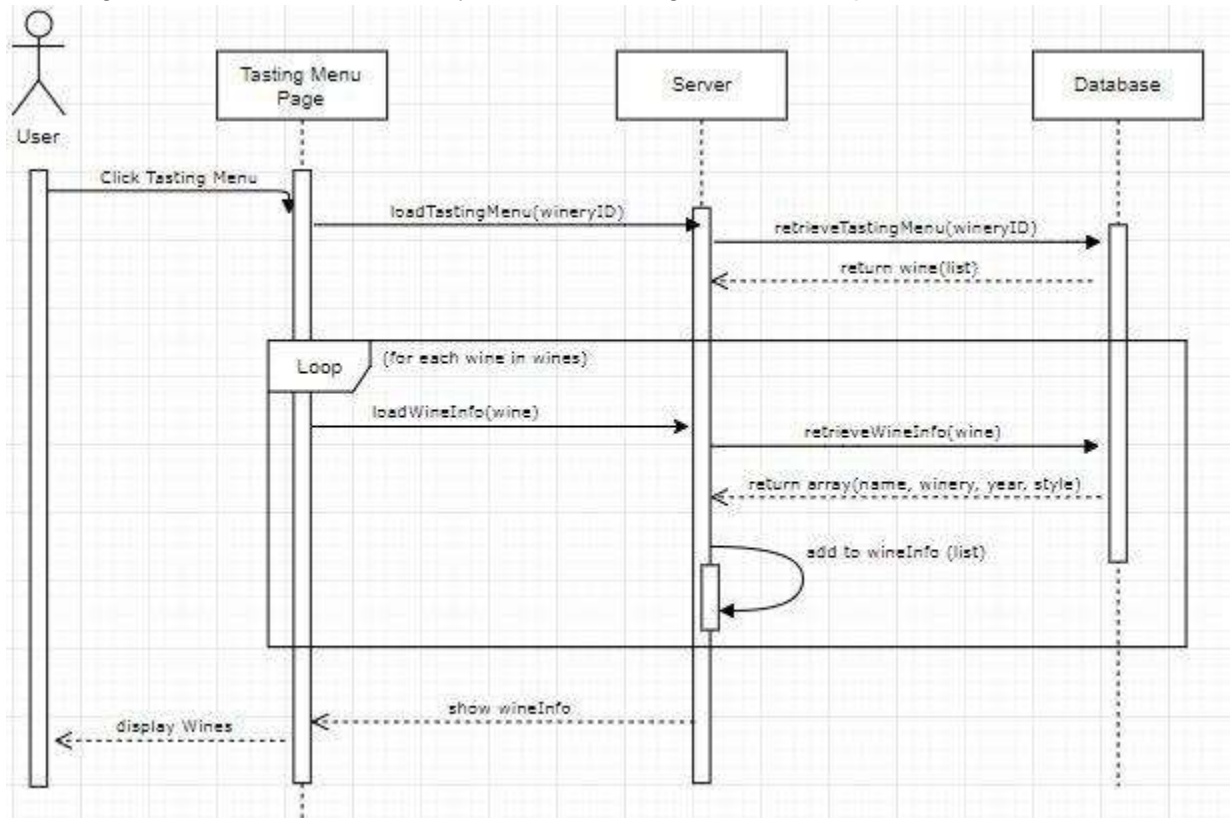 Tasting Menu
Page
Server
Database
User
Click Tasting Menu
loadTastingMenu(wineryID)
retrieveTastingMenu(wineryID)
return wine(list)
Loop
(for each wine in wines)
loadWineInfo(wine)
retrieveWineInfo(wine)
return array(name, winery, year, style)
add to wineInfo (list)
show wineInfo
display Wines